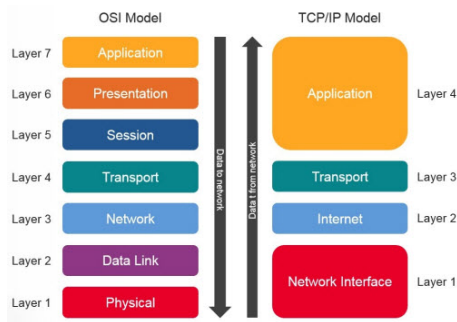 OSI Model
TCP/IP Model
Layer 7
Application
Layer 6
Presentation
Layer 5
Session
Layer 4
Transport
Layer 3
Network
Layer 2
Data Link
Layer 1
Physical
Data to network
Data t from network
Application
Layer 4
Transport
Layer 3
Internet
Layer 2
Network Interface
Layer 1